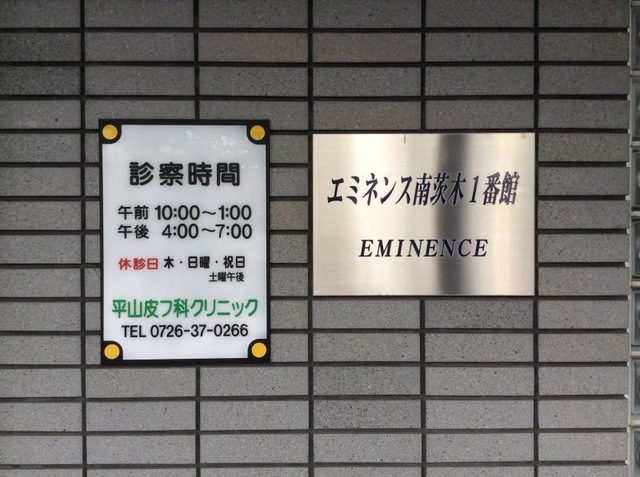 診察時間
午前 10:00〜1:00
午後 4:00〜7:00
休診日 木・日曜・祝日
土曜午後
平山皮フ科クリニック
TEL 0726-37-0266
エミネンス南茨木1番館
EMINENCE